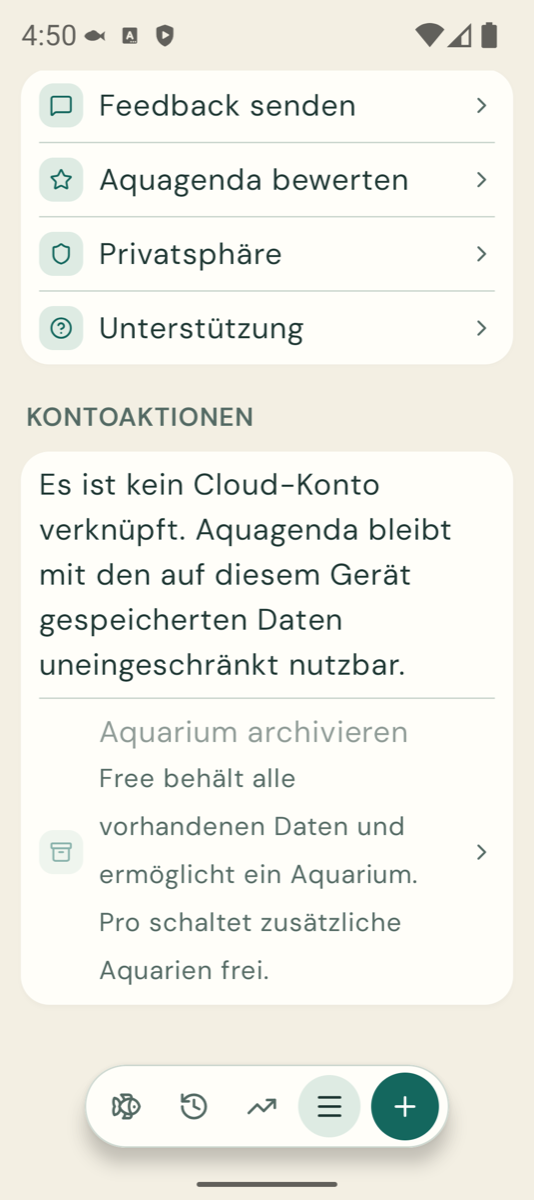 4:50
Feedback senden
Aquagenda bewerten
Privatsphäre
Unterstützung
KONTOAKTIONEN
Es ist kein Cloud-Konto
verknüpft. Aquagenda bleibt
mit den auf diesem Gerät
gespeicherten Daten
uneingeschränkt nutzbar.
Aquarium archivieren
Free behält alle
vorhandenen Daten und
ermöglicht ein Aquarium.
Pro schaltet zusätzliche
Aquarien frei.